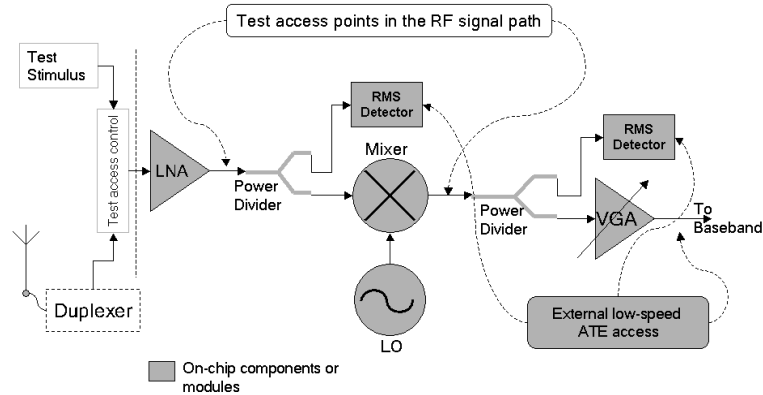 Test access points in the RF signal path
Test
Stimulus
Test access control
LNA
Power
Divider
RMS
Detector
Mixer
LO
Power
Divider
RMS
Detector
VGA
To
Baseband
External low-speed
ATE access
Duplexer
On-chip components or
modules